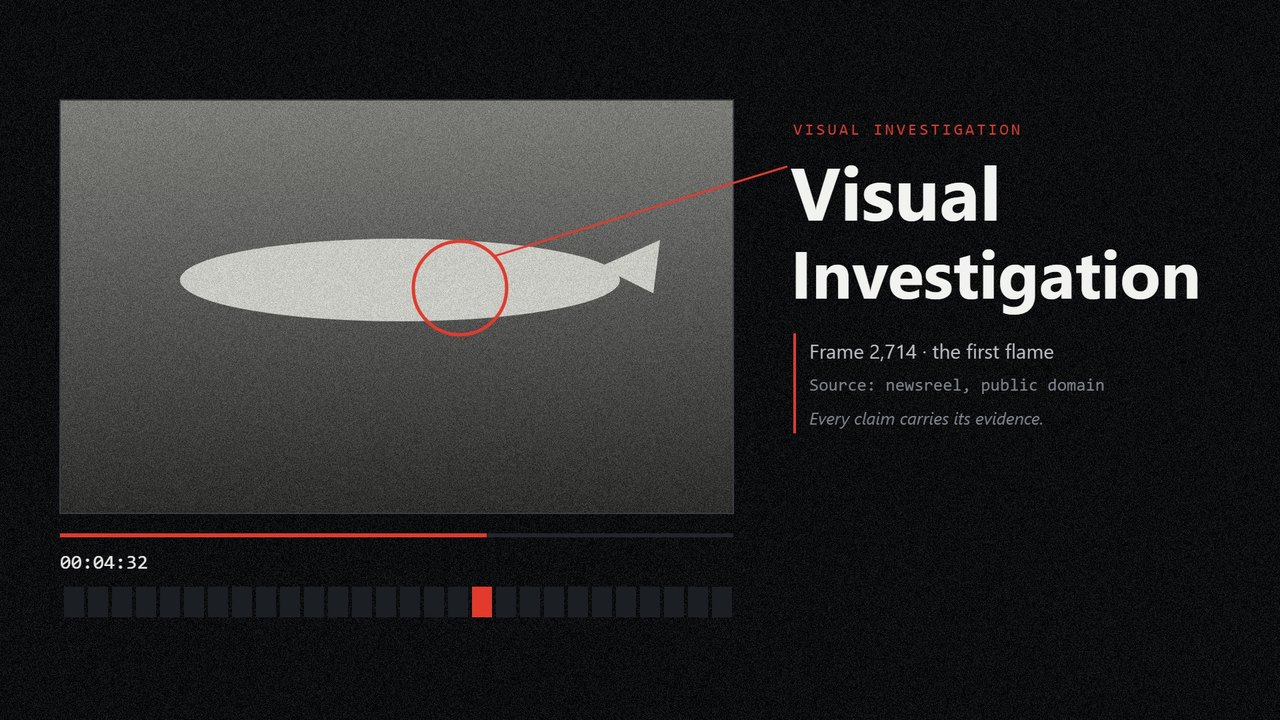 VISUAL INVESTIGATION
Visual
Investigation
Frame 2,714 · the first flame
Source: newsreel, public domain
Every claim carries its evidence.
00:04:32